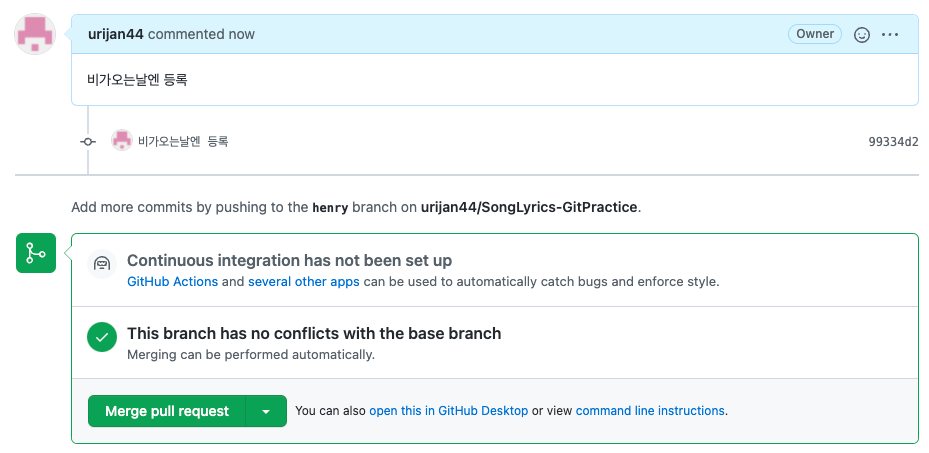 urijan44 commented now
Owner
비가오는날엔 등록
비가오는날엔 등록
99334d2
Add more commits by pushing to the henry branch on urijan44/SongLyrics-GitPractice.
Continuous integration has not been set up
GitHub Actions and several other apps can be used to automatically catch bugs and enforce style.
This branch has no conflicts with the base branch
Merging can be performed automatically.
Merge pull request
You can also open this in GitHub Desktop or view command line instructions.